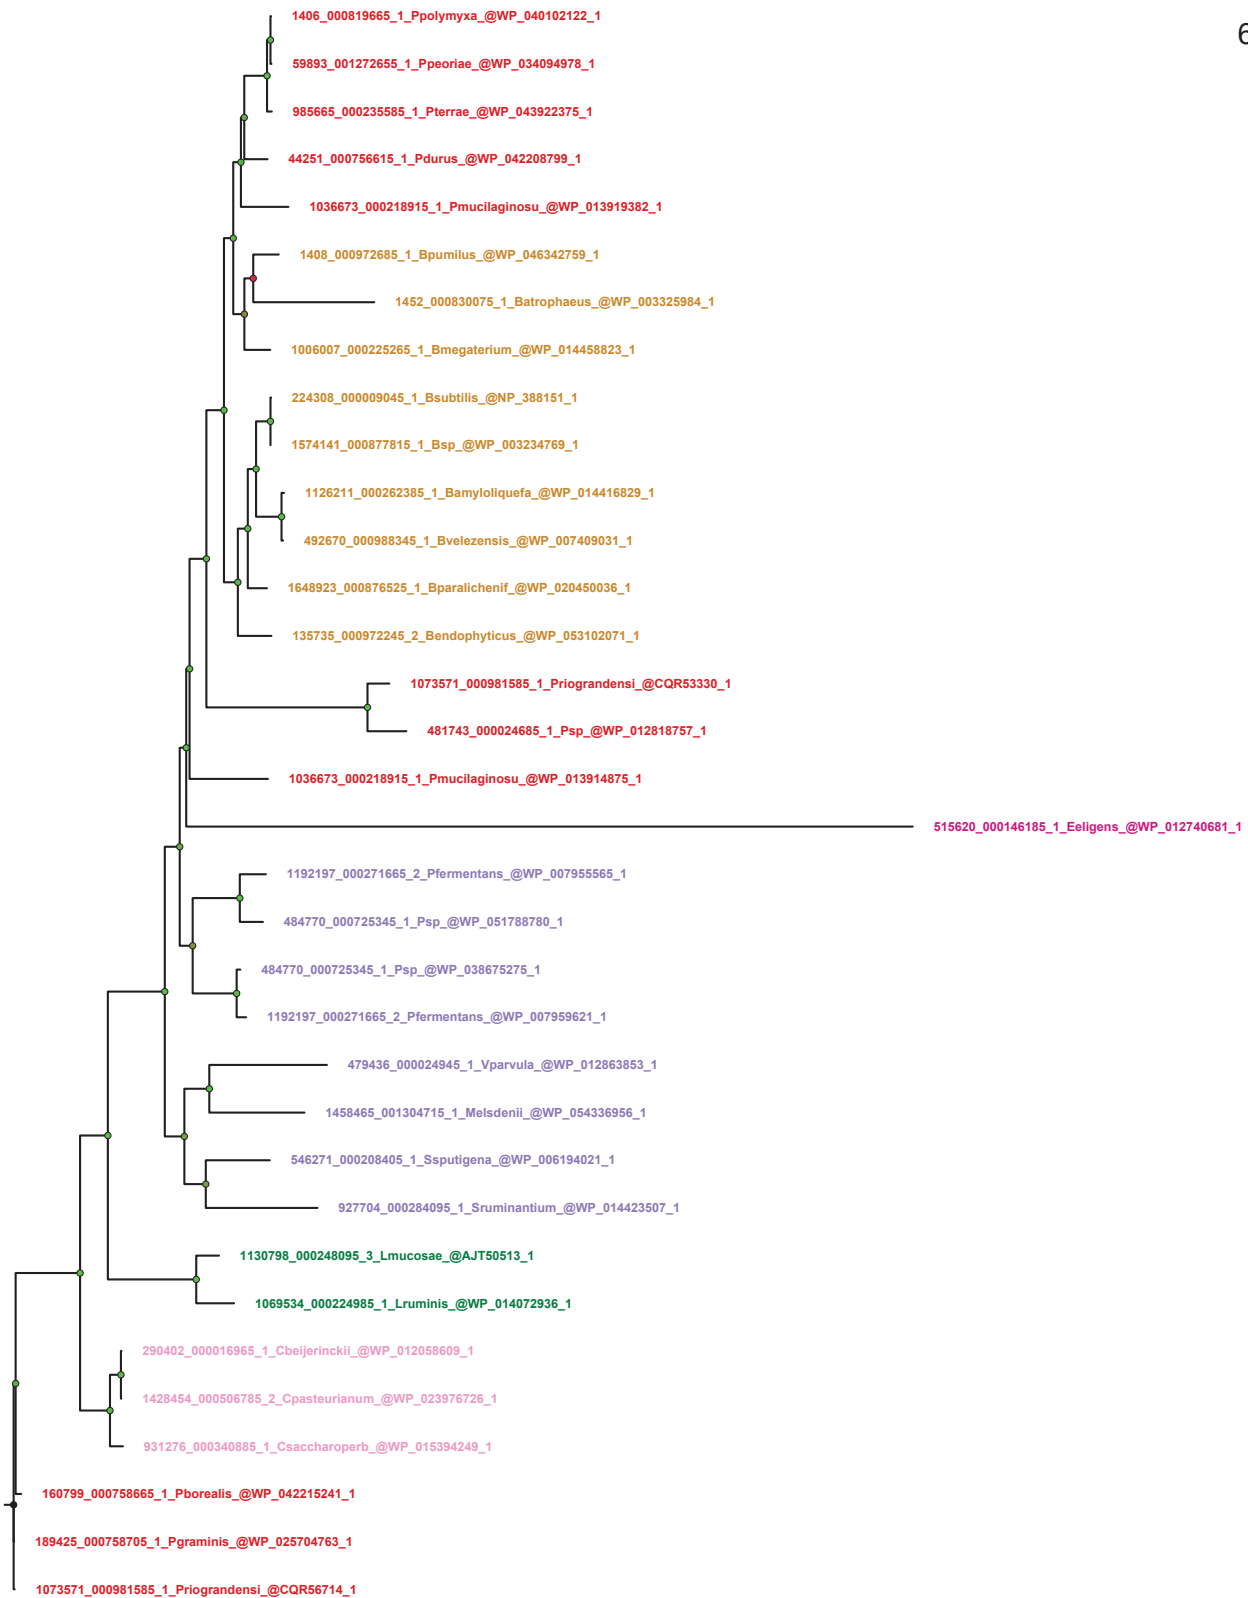 1406_000819665_1_Ppolymyxa_@WP_040102122_1
6
59893_001272655_1_Ppeoriae_@WP_034094978_1
985665_000235585_1_Pterrae_@WP_043922375_1
44251_000756615_1_Pdurus_@WP_042208799_1
1036673_000218915_1_Pmucilaginosu_@WP_013919382_1
1408_000972685_1_Bpumilus_@WP_046342759_1
1452_000830075_1_Batrophaeus_@WP_003325984_1
1006007_000225265_1_Bmegaterium_@WP_014458823_1
224308_000009045_1_Bsubtilis_@NP_388151_1
1574141_000877815_1_Bsp_@WP_003234769_1
1126211_000262385_1_Bamyloliquefa_@WP_014416829_1
492670_000988345_1_Bvelezensis_@WP_007409031_1
1648923_000876525_1_Bparalichenif_@WP_020450036_1
135735_000972245_2_Bendophyticus_@WP_053102071_1
1073571_000981585_1_Priograndensi_@CQR53330_1
481743_000024685_1_Psp_@WP_012818757_1
1036673_000218915_1_Pmucilaginosu_@WP_013914875_1
515620_000146185_1_Eeligens_@WP_012740681_1
1192197_000271665_2_Pfermentans_@WP_007955565_1
484770_000725345_1_Psp_@WP_051788780_1
484770_000725345_1_Psp_@WP_038675275_1
1192197_000271665_2_Pfermentans_@WP_007959621_1
479436_000024945_1_Vparvula_@WP_012863853_1
1458465_001304715_1_Melsdenii_@WP_054336956_1
546271_000208405_1_Ssputigena_@WP_006194021_1
927704_000284095_1_Sruminantium_@WP_014423507_1
1130798_000248095_3_Lmucosae_@AJT50513_1
1069534_000224985_1_Lruminis_@WP_014072936_1
290402_000016965_1_Cbeijerinckii_@WP_012058609_1
1428454_000506785_2_Cpasteurianum_@WP_023976726_1
931276_000340885_1_Csaccharoperb_@WP_015394249_1
160799_000758665_1_Pborealis_@WP_042215241_1
189425_000758705_1_Pgraminis_@WP_025704763_1
1073571_000981585_1_Priograndensi_@CQR56714_1